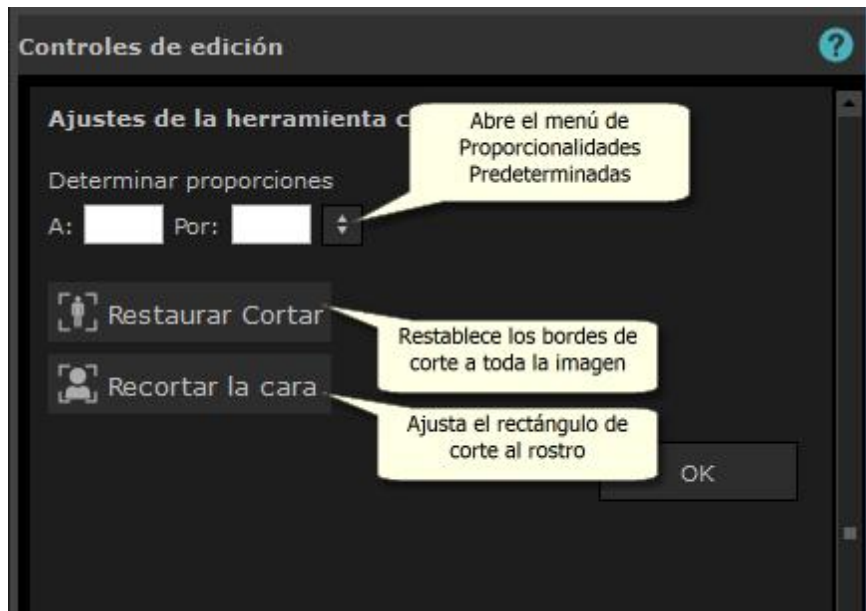 Controles de edición
?
Ajustes de la herramienta c
Abre el menú de
Proporcionalidades
Predeterminadas
Determinar proporciones
A: Por:
Restaurar Cortar
Restablece los bordes de
corte a toda la imagen
Recortar la cara
Ajusta el rectángulo de
corte al rostro
OK